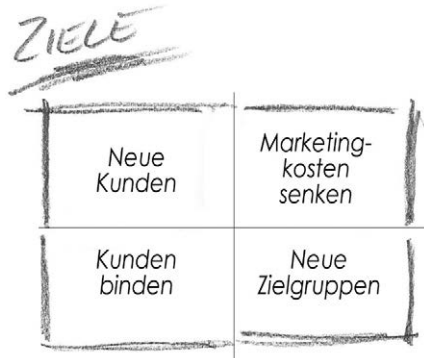 ZIELE
Neue
Kunden
Marketing-
kosten
senken
Kunden
binden
Neue
Zielgruppen